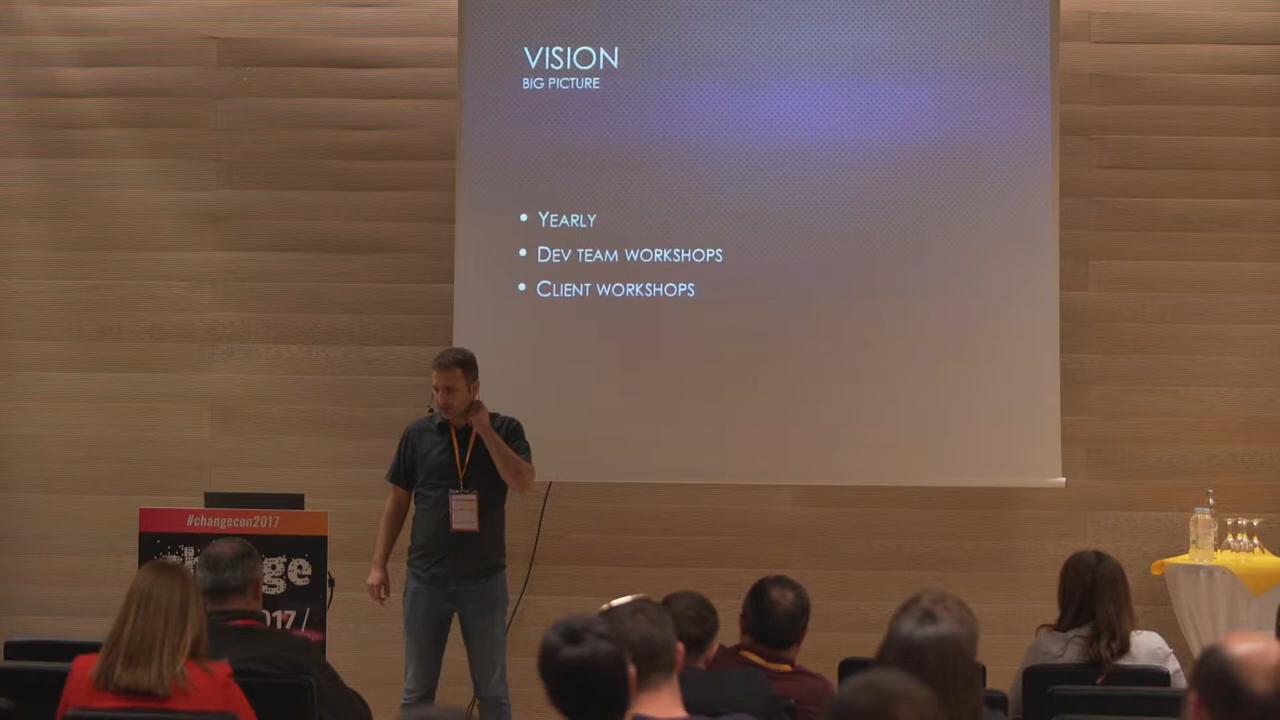 VISION
BIG PICTURE
• YEARLY
• DEV TEAM WORKSHOPS
• CLIENT WORKSHOPS
#changecon2017